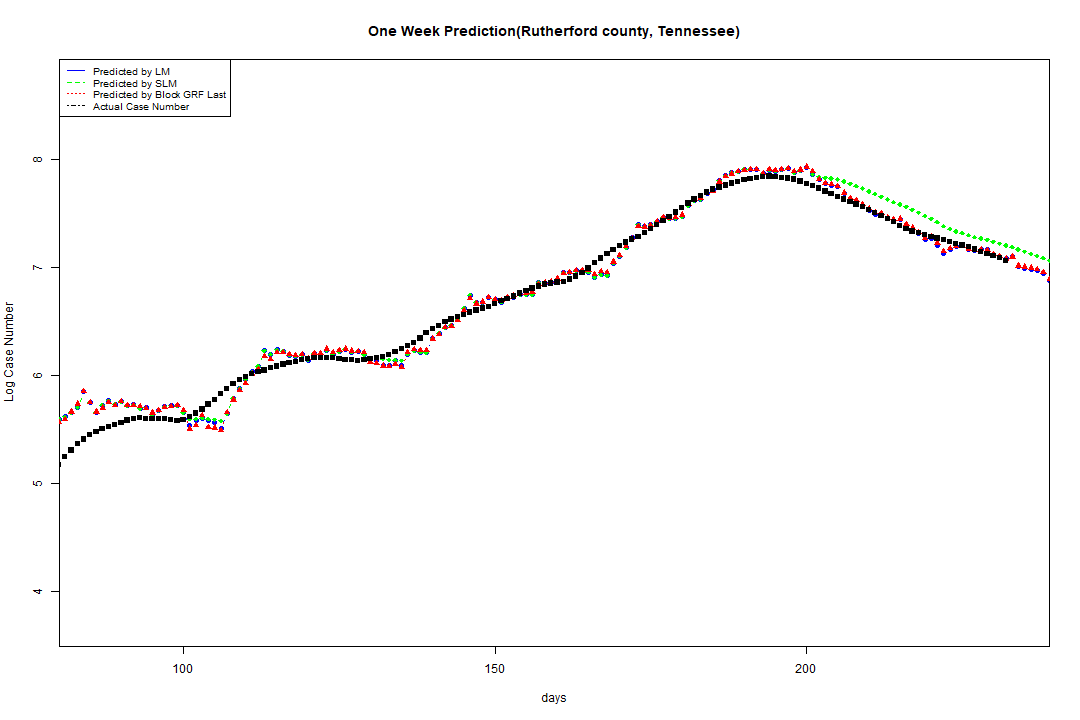 One Week Prediction(Rutherford county, Tennessee)
Predicted by LM
Predicted by SLM
Predicted by Block GRF Last
Actual Case Number
Log Case Number
8
7
6
5
4
100 150 200
days